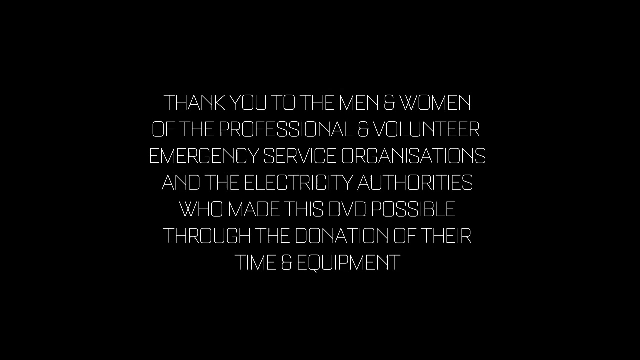 THANK YOU TO THE MEN & WOMEN
OF THE PROFESSIONAL & VOLUNTEER
EMERGENCY SERVICE ORGANISATIONS
AND THE ELECTRICITY AUTHORITIES
WHO MADE THIS DVD POSSIBLE
THROUGH THE DONATION OF THEIR
TIME & EQUIPMENT